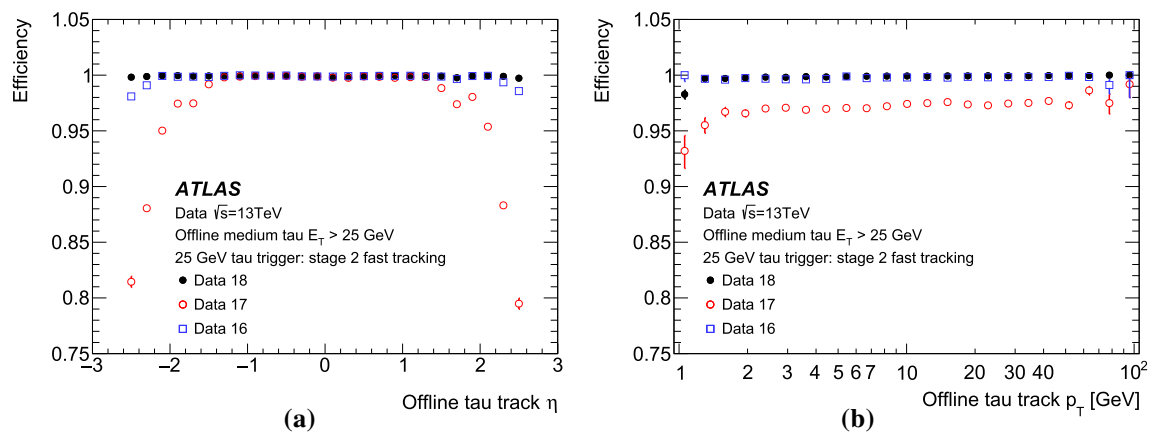 Efficiency
1.05
1
0.95
0.9
0.85
0.8
0.75
ATLAS
Data √s=13TeV
Offline medium tau E_T > 25 GeV
25 GeV tau trigger: stage 2 fast tracking
Data 18
Data 17
Data 16
−3 −2 −1 0 1 2 3
Offline tau track η
(a)
Efficiency
1.05
1
0.95
0.9
0.85
0.8
0.75
ATLAS
Data √s=13TeV
Offline medium tau E_T > 25 GeV
25 GeV tau trigger: stage 2 fast tracking
Data 18
Data 17
Data 16
1 2 3 4 5 6 7 10 20 30 40 10²
Offline tau track p_T [GeV]
(b)